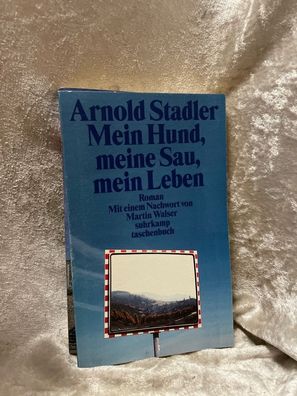 Arnold Stadler
Mein Hund,
meine Sau,
mein Leben
Roman
Mit einem Nachwort von
Martin Walser
suhrkamp
taschenbuch